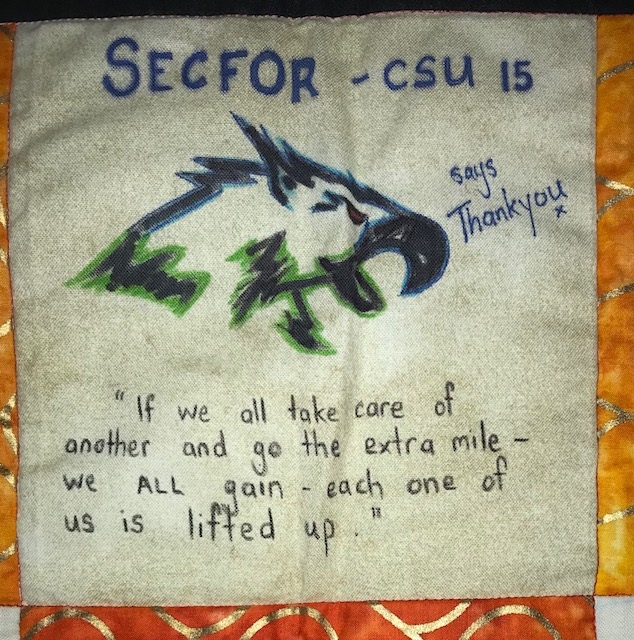 SECFOR - CSU 15
says
Thankyou
x
"If we all take care of
another and go the extra mile -
we ALL gain - each one of
us is lifted up."